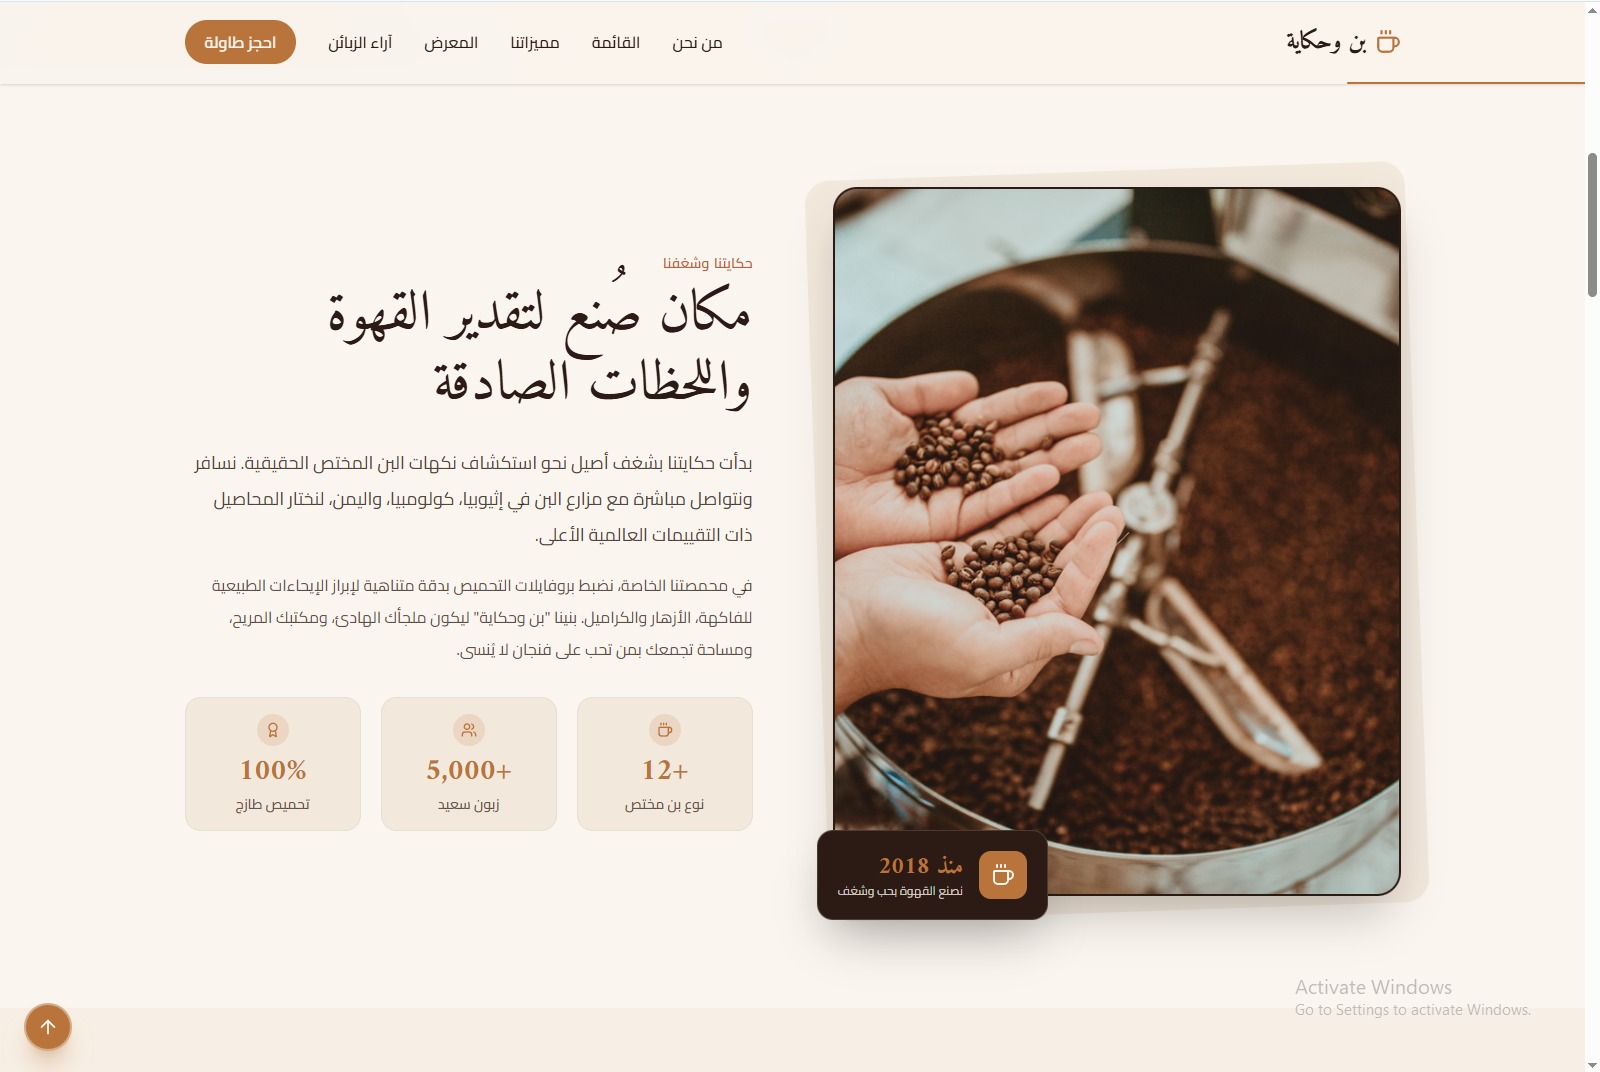 بن وحكاية
من نحن
القائمة
مميزاتنا
المعرض
آراء الزبائن
احجز طاولة
حكايتنا وشغفنا
مكان صُنع لتقدير القهوة
واللحظات الصادقة
بدأت حكايتنا بشغف أصيل نحو استكشاف نكهات البن المختص الحقيقية. نسافر
ونتواصل مباشرة مع مزارع البن في إثيوبيا، كولومبيا، واليمن، لنختار المحاصيل
ذات التقييمات العالمية الأعلى.
في محمصتنا الخاصة، نضبط بروفايلات التحميص بدقة متناهية لإبراز الإيحاءات الطبيعية
للفاكهة، الأزهار والكراميل. بنينا "بن وحكاية" ليكون ملجأك الهادئ، ومكتبك المريح،
ومساحة تجمعك بمن تحب على فنجان لا يُنسى.
12+
نوع بن مختص
5,000+
زبون سعيد
100%
تحميص طازج
منذ 2018
نصنع القهوة بحب وشغف
Activate Windows
Go to Settings to activate Windows.